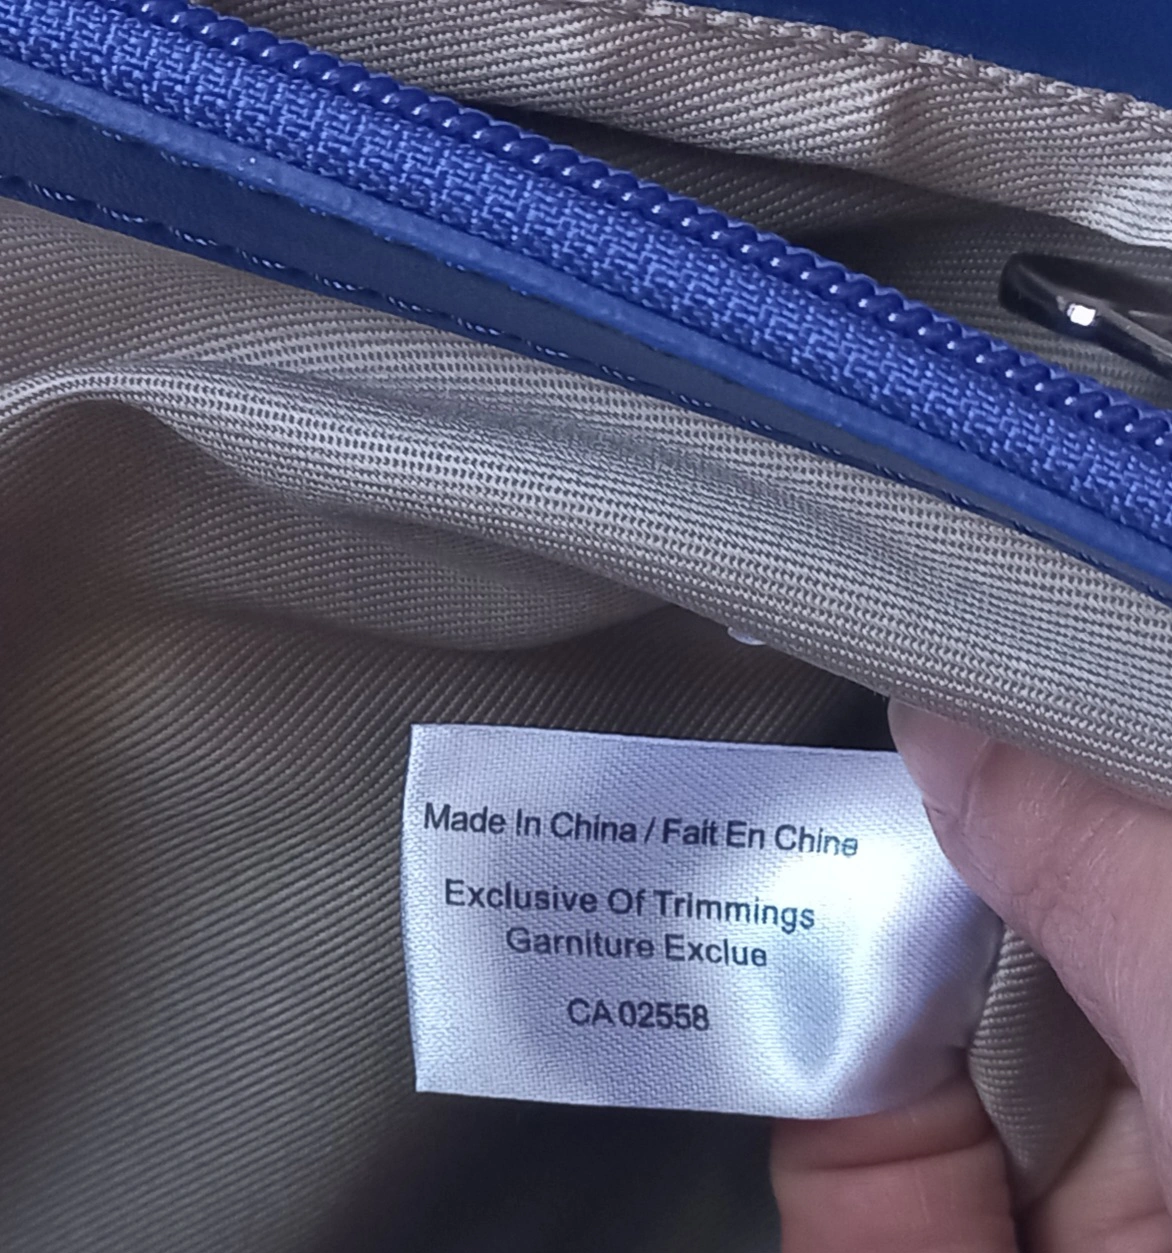 Made In China / Fait En Chine
Exclusive Of Trimmings
Garniture Exclue
CA 02558